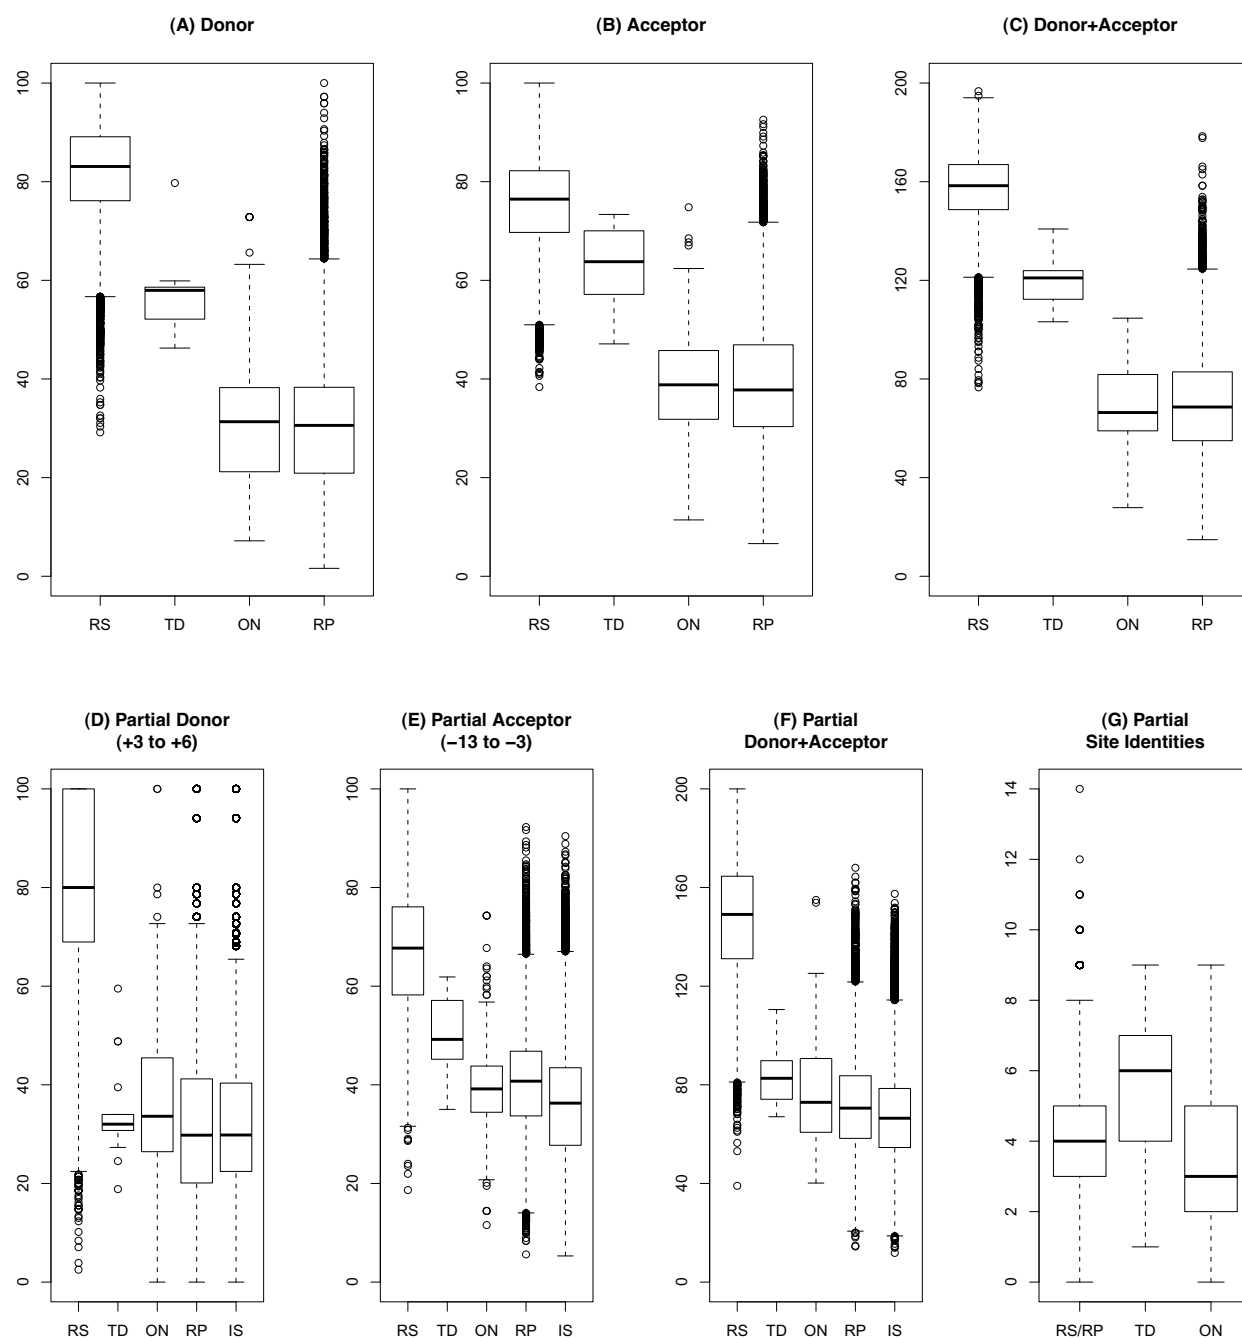 (A) Donor
(B) Acceptor
(C) Donor+Acceptor
100
80
60
40
20
0
RS TD ON RP
100
80
60
40
20
0
RS TD ON RP
200
160
120
80
40
0
RS TD ON RP
(D) Partial Donor
(+3 to +6)
100
80
60
40
20
0
RS TD ON RP IS
(E) Partial Acceptor
(−13 to −3)
100
80
60
40
20
0
RS TD ON RP IS
(F) Partial
Donor+Acceptor
200
160
120
80
40
0
RS TD ON RP IS
(G) Partial
Site Identities
14
12
10
8
6
4
2
0
RS/RP TD ON